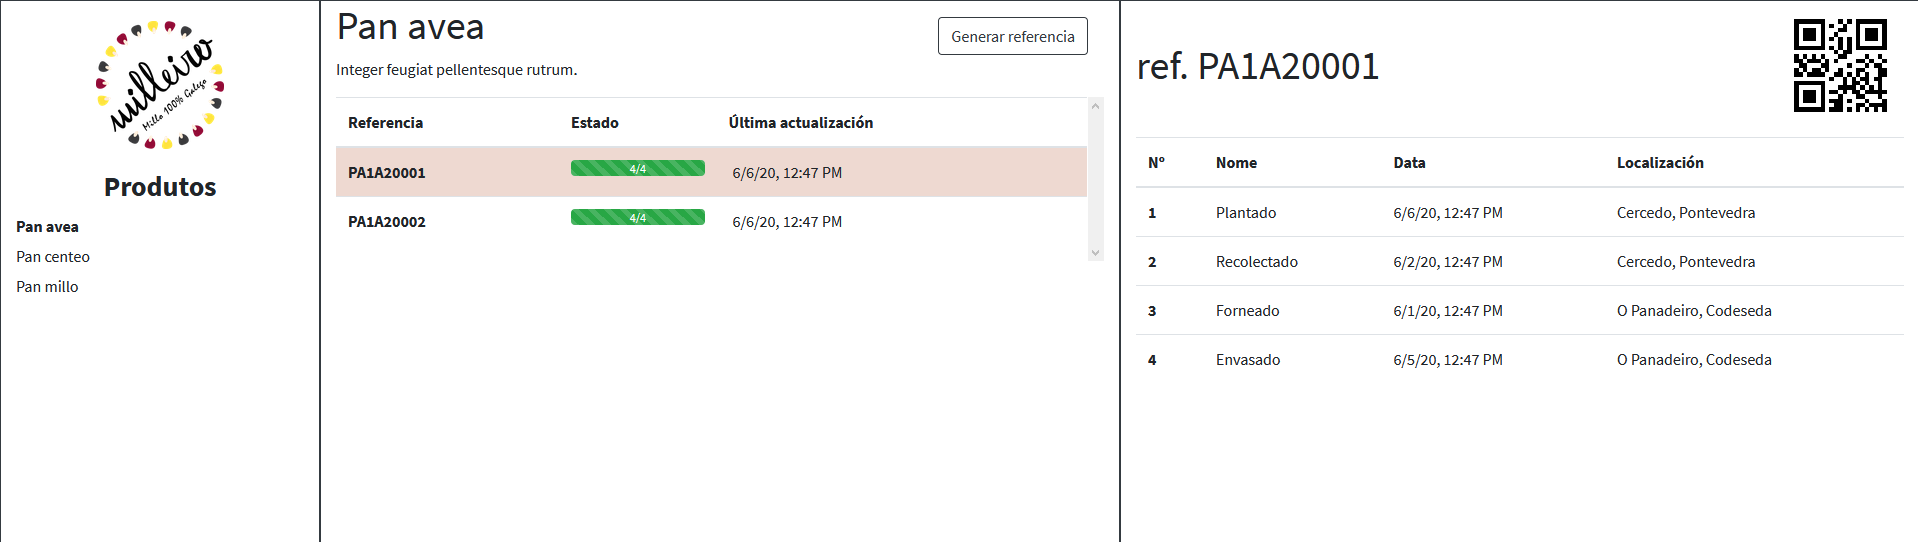 milleiro
Millo 100% Galego
Produtos
Pan avea
Pan centeo
Pan millo
Pan avea
Generar referencia
Integer feugiat pellentesque rutrum.
Referencia Estado Última actualización
PA1A20001 4/4 6/6/20, 12:47 PM
PA1A20002 4/4 6/6/20, 12:47 PM
ref. PA1A20001
Nº Nome Data Localización
1 Plantado 6/6/20, 12:47 PM Cercedo, Pontevedra
2 Recolectado 6/2/20, 12:47 PM Cercedo, Pontevedra
3 Forneado 6/1/20, 12:47 PM O Panadeiro, Codeseda
4 Envasado 6/5/20, 12:47 PM O Panadeiro, Codeseda